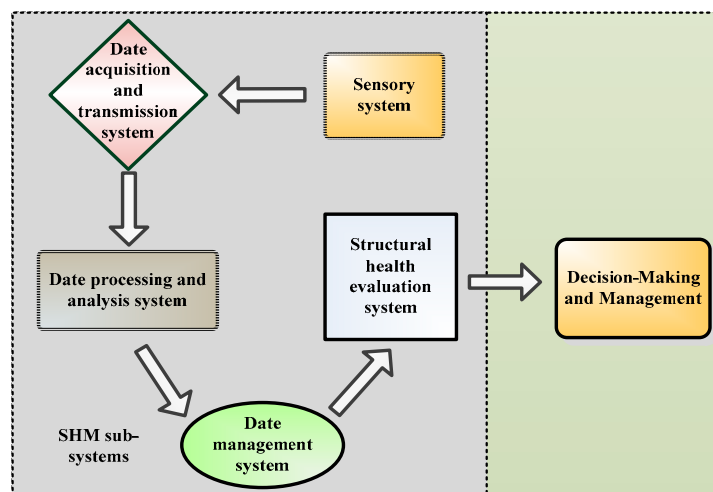 Date
acquisition
and
transmission
system
Sensory
system
Date processing and
analysis system
Structural
health
evaluation
system
Decision-Making
and Management
SHM sub-
systems
Date
management
system